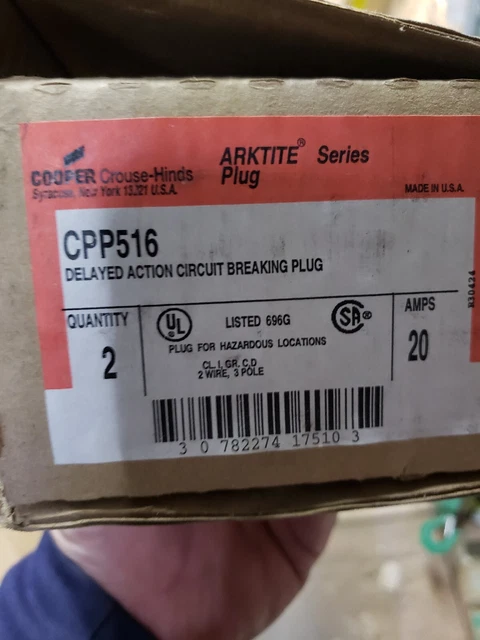 COOPER Crouse-Hinds
Syracuse, New York 13221 U.S.A.
ARKTITE® Series
Plug
MADE IN U.S.A.
CPP516
DELAYED ACTION CIRCUIT BREAKING PLUG
QUANTITY
2
UL
LISTED 696G
SA ®
PLUG FOR HAZARDOUS LOCATIONS
CL. I, GR. C,D
2 WIRE, 3 POLE
AMPS
20
3 0 782274 17510 3